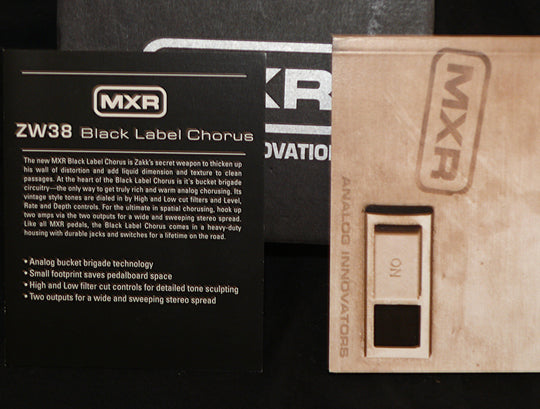 MXR
ZW38 Black Label Chorus
The new MXR Black Label Chorus is Zakk's secret weapon to thicken up
his wall of distortion and add liquid dimension and texture to clean
passages. At the heart of the Black Label Chorus is it's bucket brigade
circuitry—the only way to get truly rich and warm analog chorusing. Its
vintage style tones are dialed in by High and Low cut filters and Level,
Rate and Depth controls. For the ultimate in spatial chorusing, hook up
two amps via the two outputs for a wide and sweeping stereo spread.
Like all MXR pedals, the Black Label Chorus comes in a heavy-duty
housing with durable jacks and switches for a lifetime on the road.
• Analog bucket brigade technology
• Small footprint saves pedalboard space
• High and Low filter cut controls for detailed tone sculpting
• Two outputs for a wide and sweeping stereo spread
XR
OVATIO
MXR
ANALOG INNOVATORS
ON